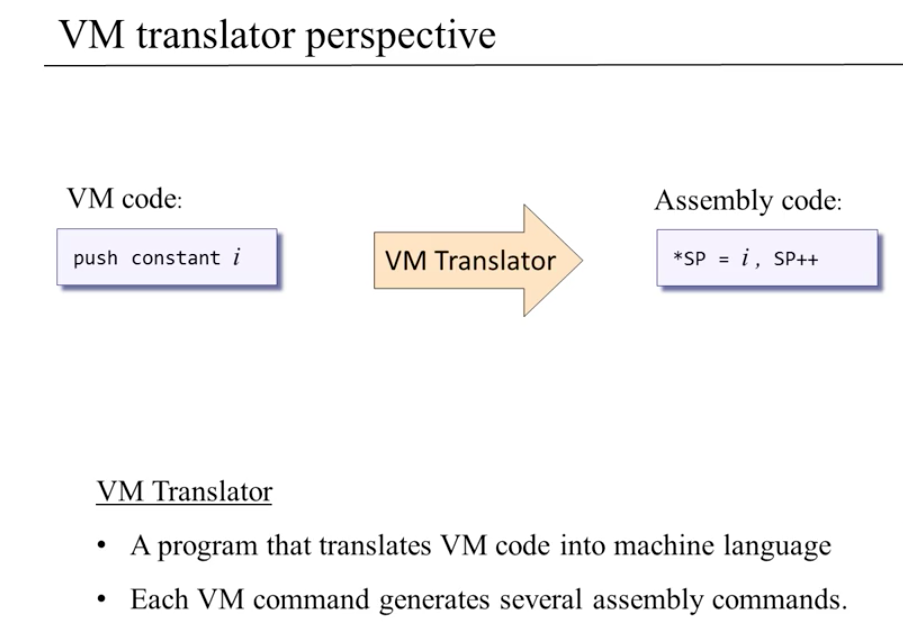 VM translator perspective
VM code:
push constant i
VM Translator
Assembly code:
*SP = i, SP++
VM Translator
• A program that translates VM code into machine language
• Each VM command generates several assembly commands.